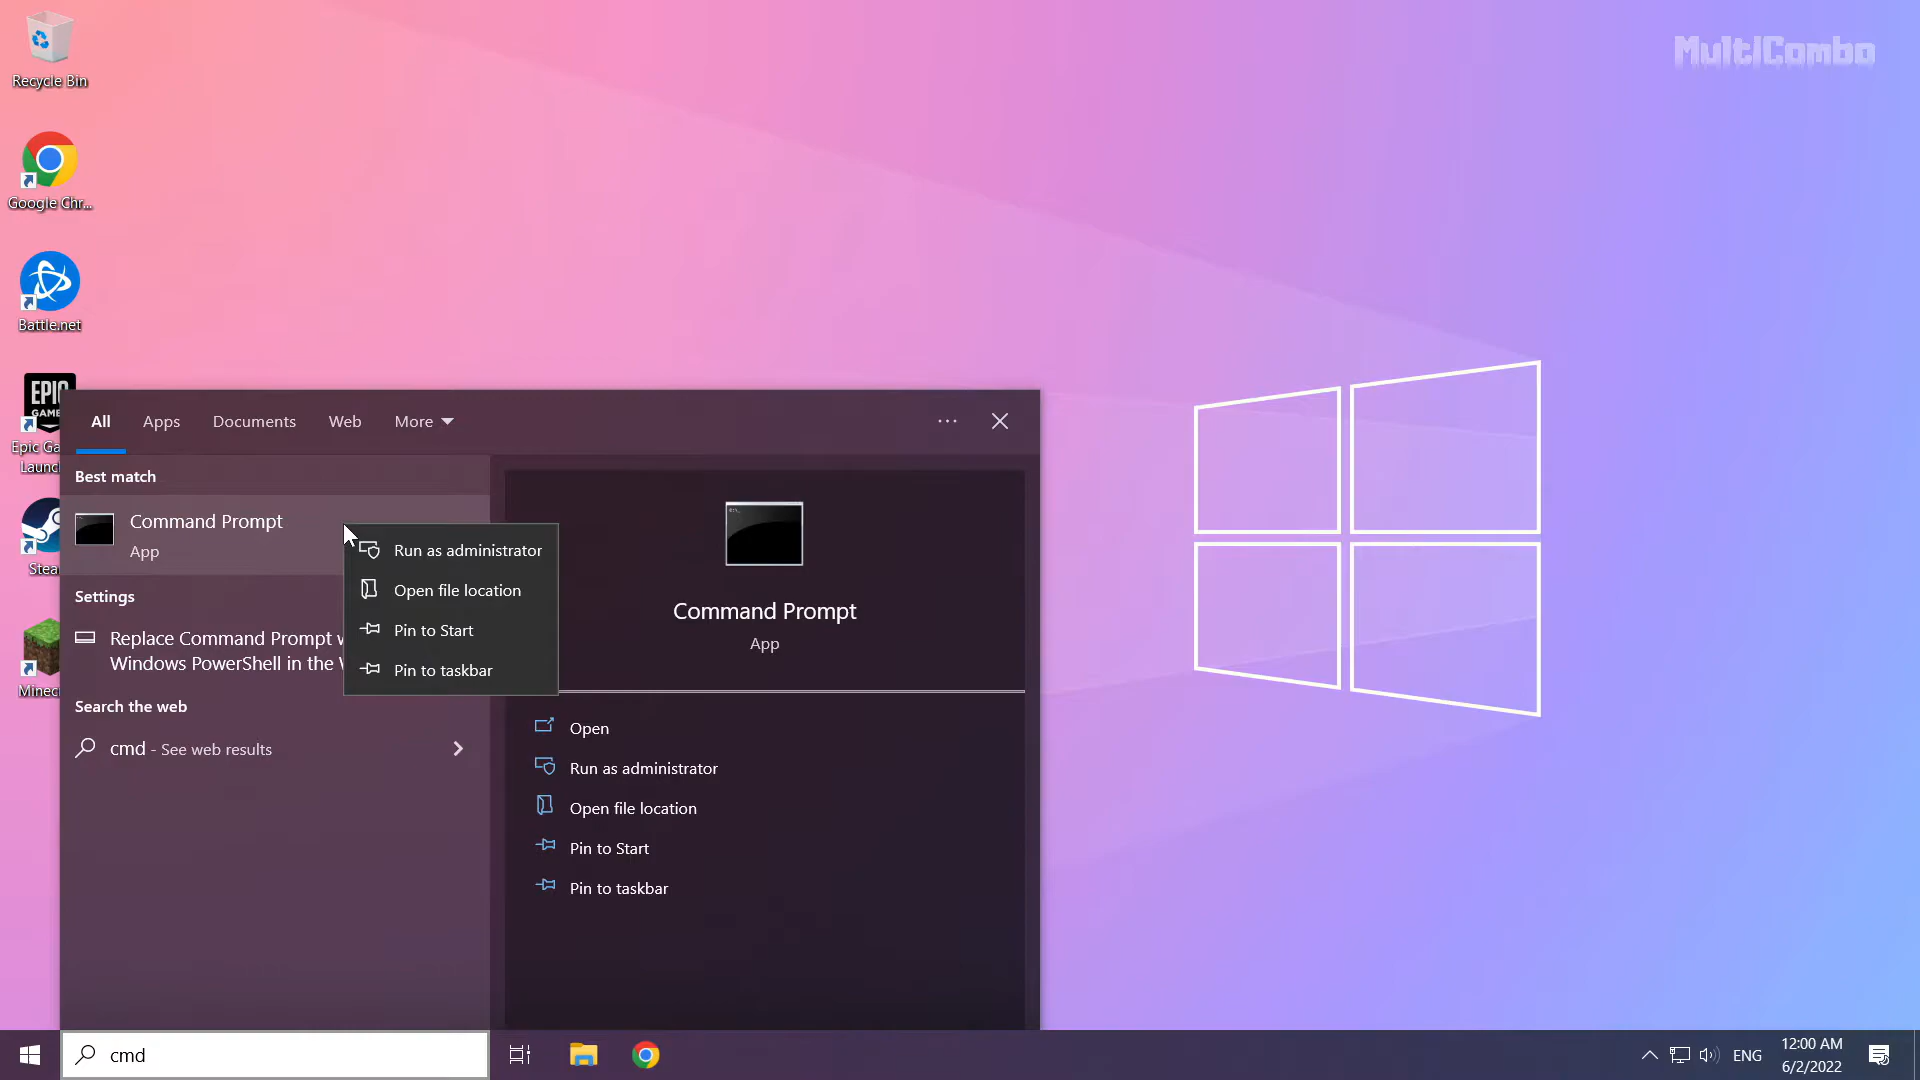 Recycle Bin
MultiCombo
Google Chr...
Battle.net
EPIC
GAM
Epic Ga
Launc
Stea
Minec
All
Apps
Documents
Web
More
Best match
Command Prompt
App
Settings
Replace Command Prompt w
Windows PowerShell in the
Search the web
cmd - See web results
Run as administrator
Open file location
Pin to Start
Pin to taskbar
Command Prompt
App
Open
Run as administrator
Open file location
Pin to Start
Pin to taskbar
cmd
ENG
12:00 AM
6/2/2022